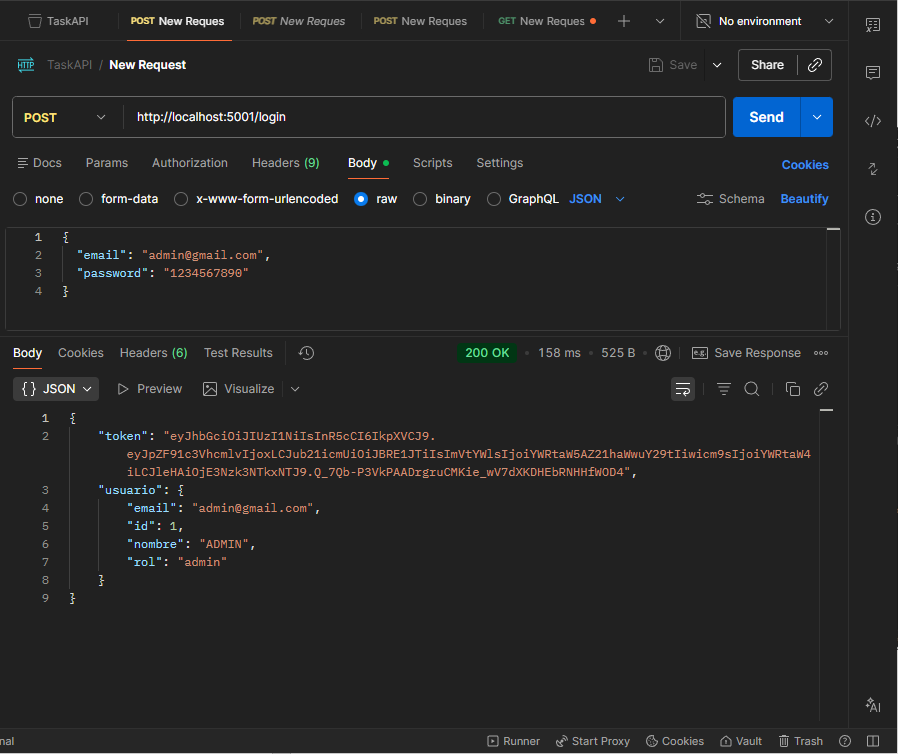 TaskAPI
POST New Reques
POST New Reques
POST New Reques
GET New Reques
No environment
HTTP
TaskAPI / New Request
Save
Share
POST
http://localhost:5001/login
Send
Docs
Params
Authorization
Headers (9)
Body
Scripts
Settings
Cookies
none
form-data
x-www-form-urlencoded
raw
binary
GraphQL
JSON
Schema
Beautify
1 {
2 "email": "admin@gmail.com",
3 "password": "1234567890"
4 }
Body
Cookies
Headers (6)
Test Results
200 OK
158 ms
525 B
e.g.
Save Response
{} JSON
Preview
Visualize
1 {
2 "token": "eyJhbGciOiJIUzI1NiIsInR5cCI6IkpXVCJ9.
eyJpZF91c3VhcmlvIjoxLCJub21icmUiOiJBRE1JTiIsImVtYWlsIjoiYWRtaW5AZ21haWwuY29tIiwicm9sIjoiYWRtaW4
iLCJleHAiOjE3Nzk3NTkxNTJ9.Q_7Qb-P3VkPAADrgruCMKie_wV7dXKDHEbRNHHfWOD4",
3 "usuario": {
4 "email": "admin@gmail.com",
5 "id": 1,
6 "nombre": "ADMIN",
7 "rol": "admin"
8 }
9 }
AI
nal
Runner
Start Proxy
Cookies
Vault
Trash